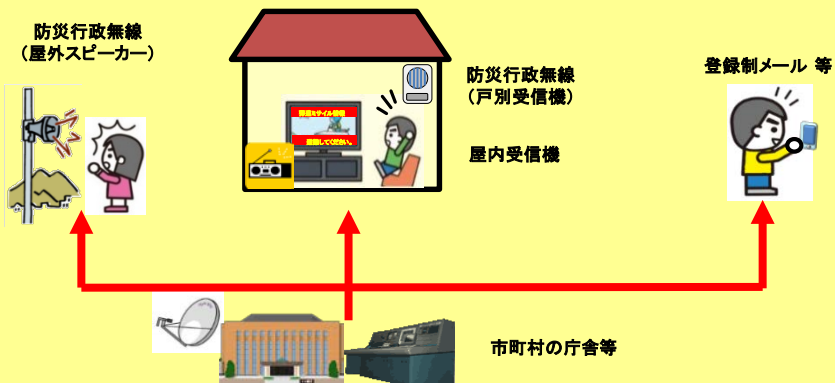 防災行政無線
（屋外スピーカー）
防災行政無線
（戸別受信機）
屋内受信機
登録制メール 等
市町村の庁舎等